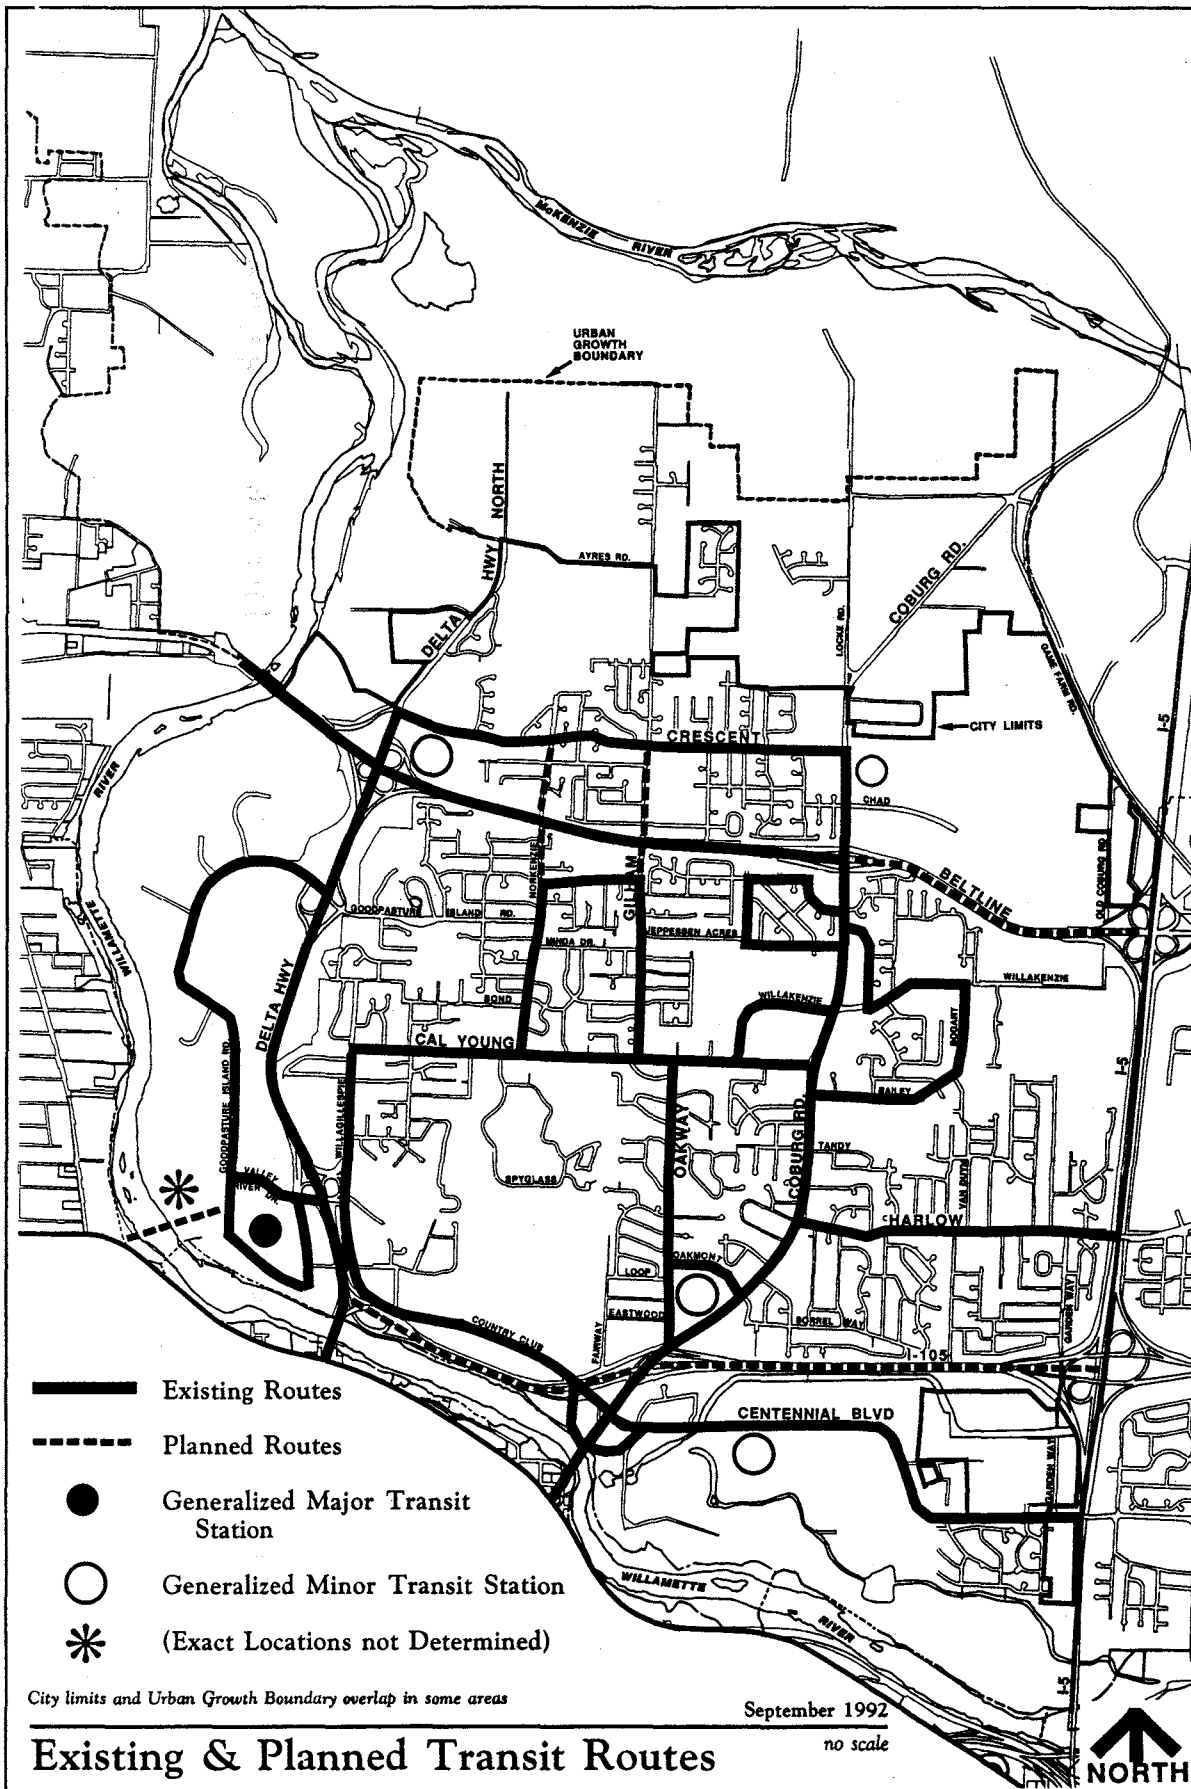 McKENZIE RIVER
URBAN
GROWTH
BOUNDARY
NORTH
HWY
DELTA
AYRES RD.
LOCKE RD.
COBURG RD.
GAME FARM RD.
I-5
CITY LIMITS
CRESCENT
CHAD
RIVER
WILLAMETTE
NORKENZIE
GILHAM
BELTLINE
OLD COBURG RD
GOODPASTURE ISLAND RD.
JEPPESEN ACRES
MINDA DR.
WILLAKENZIE
WILLAKENZIE
BOND
BOGART
DELTA HWY
CAL YOUNG
I-5
GOODPASTURE ISLAND RD.
WILLAGILLESPIE
OAKWAY
COBURG RD.
BAILEY
TANDY
VAN DUYN
SPYGLASS
VALLEY
RIVER DR.
HARLOW
OAKMONT
LOOP
EASTWOOD
FAIRWAY
COUNTRY CLUB
SORREL WAY
GARDEN WAY
I-105
CENTENNIAL BLVD
GARDEN WAY
WILLAMETTE
RIVER
I-5
Existing Routes
Planned Routes
Generalized Major Transit
Station
Generalized Minor Transit Station
(Exact Locations not Determined)
City limits and Urban Growth Boundary overlap in some areas
September 1992
no scale
Existing & Planned Transit Routes
NORTH